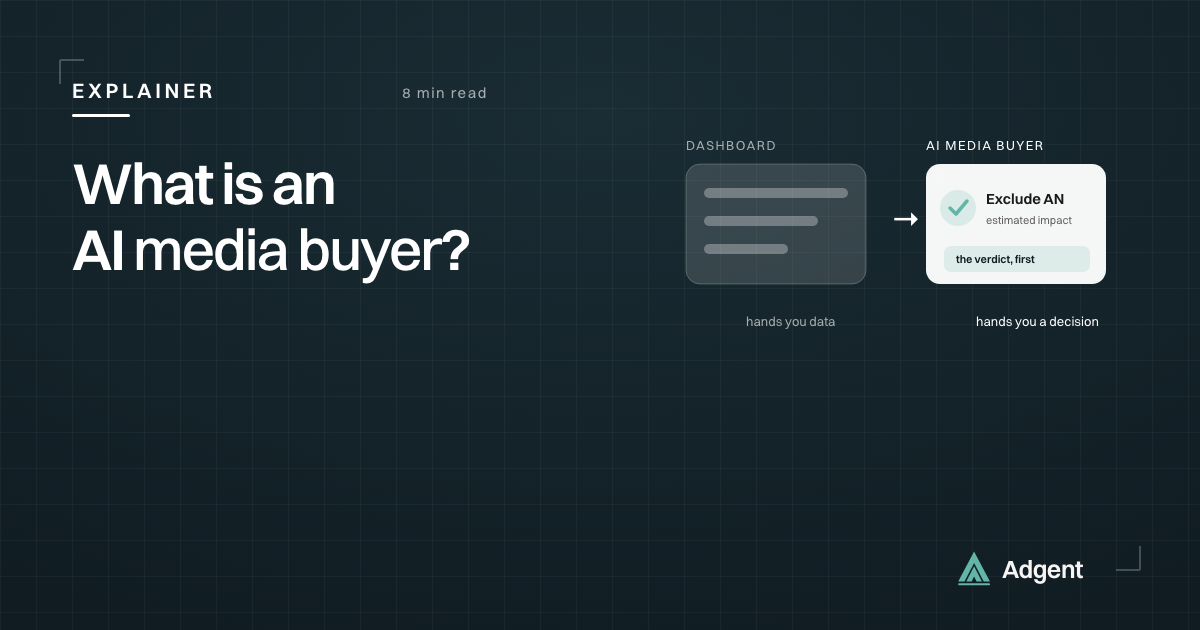 EXPLAINER
8 min read
What is an
AI media buyer?
DASHBOARD
hands you data
AI MEDIA BUYER
Exclude AN
estimated impact
the verdict, first
hands you a decision
Adgent